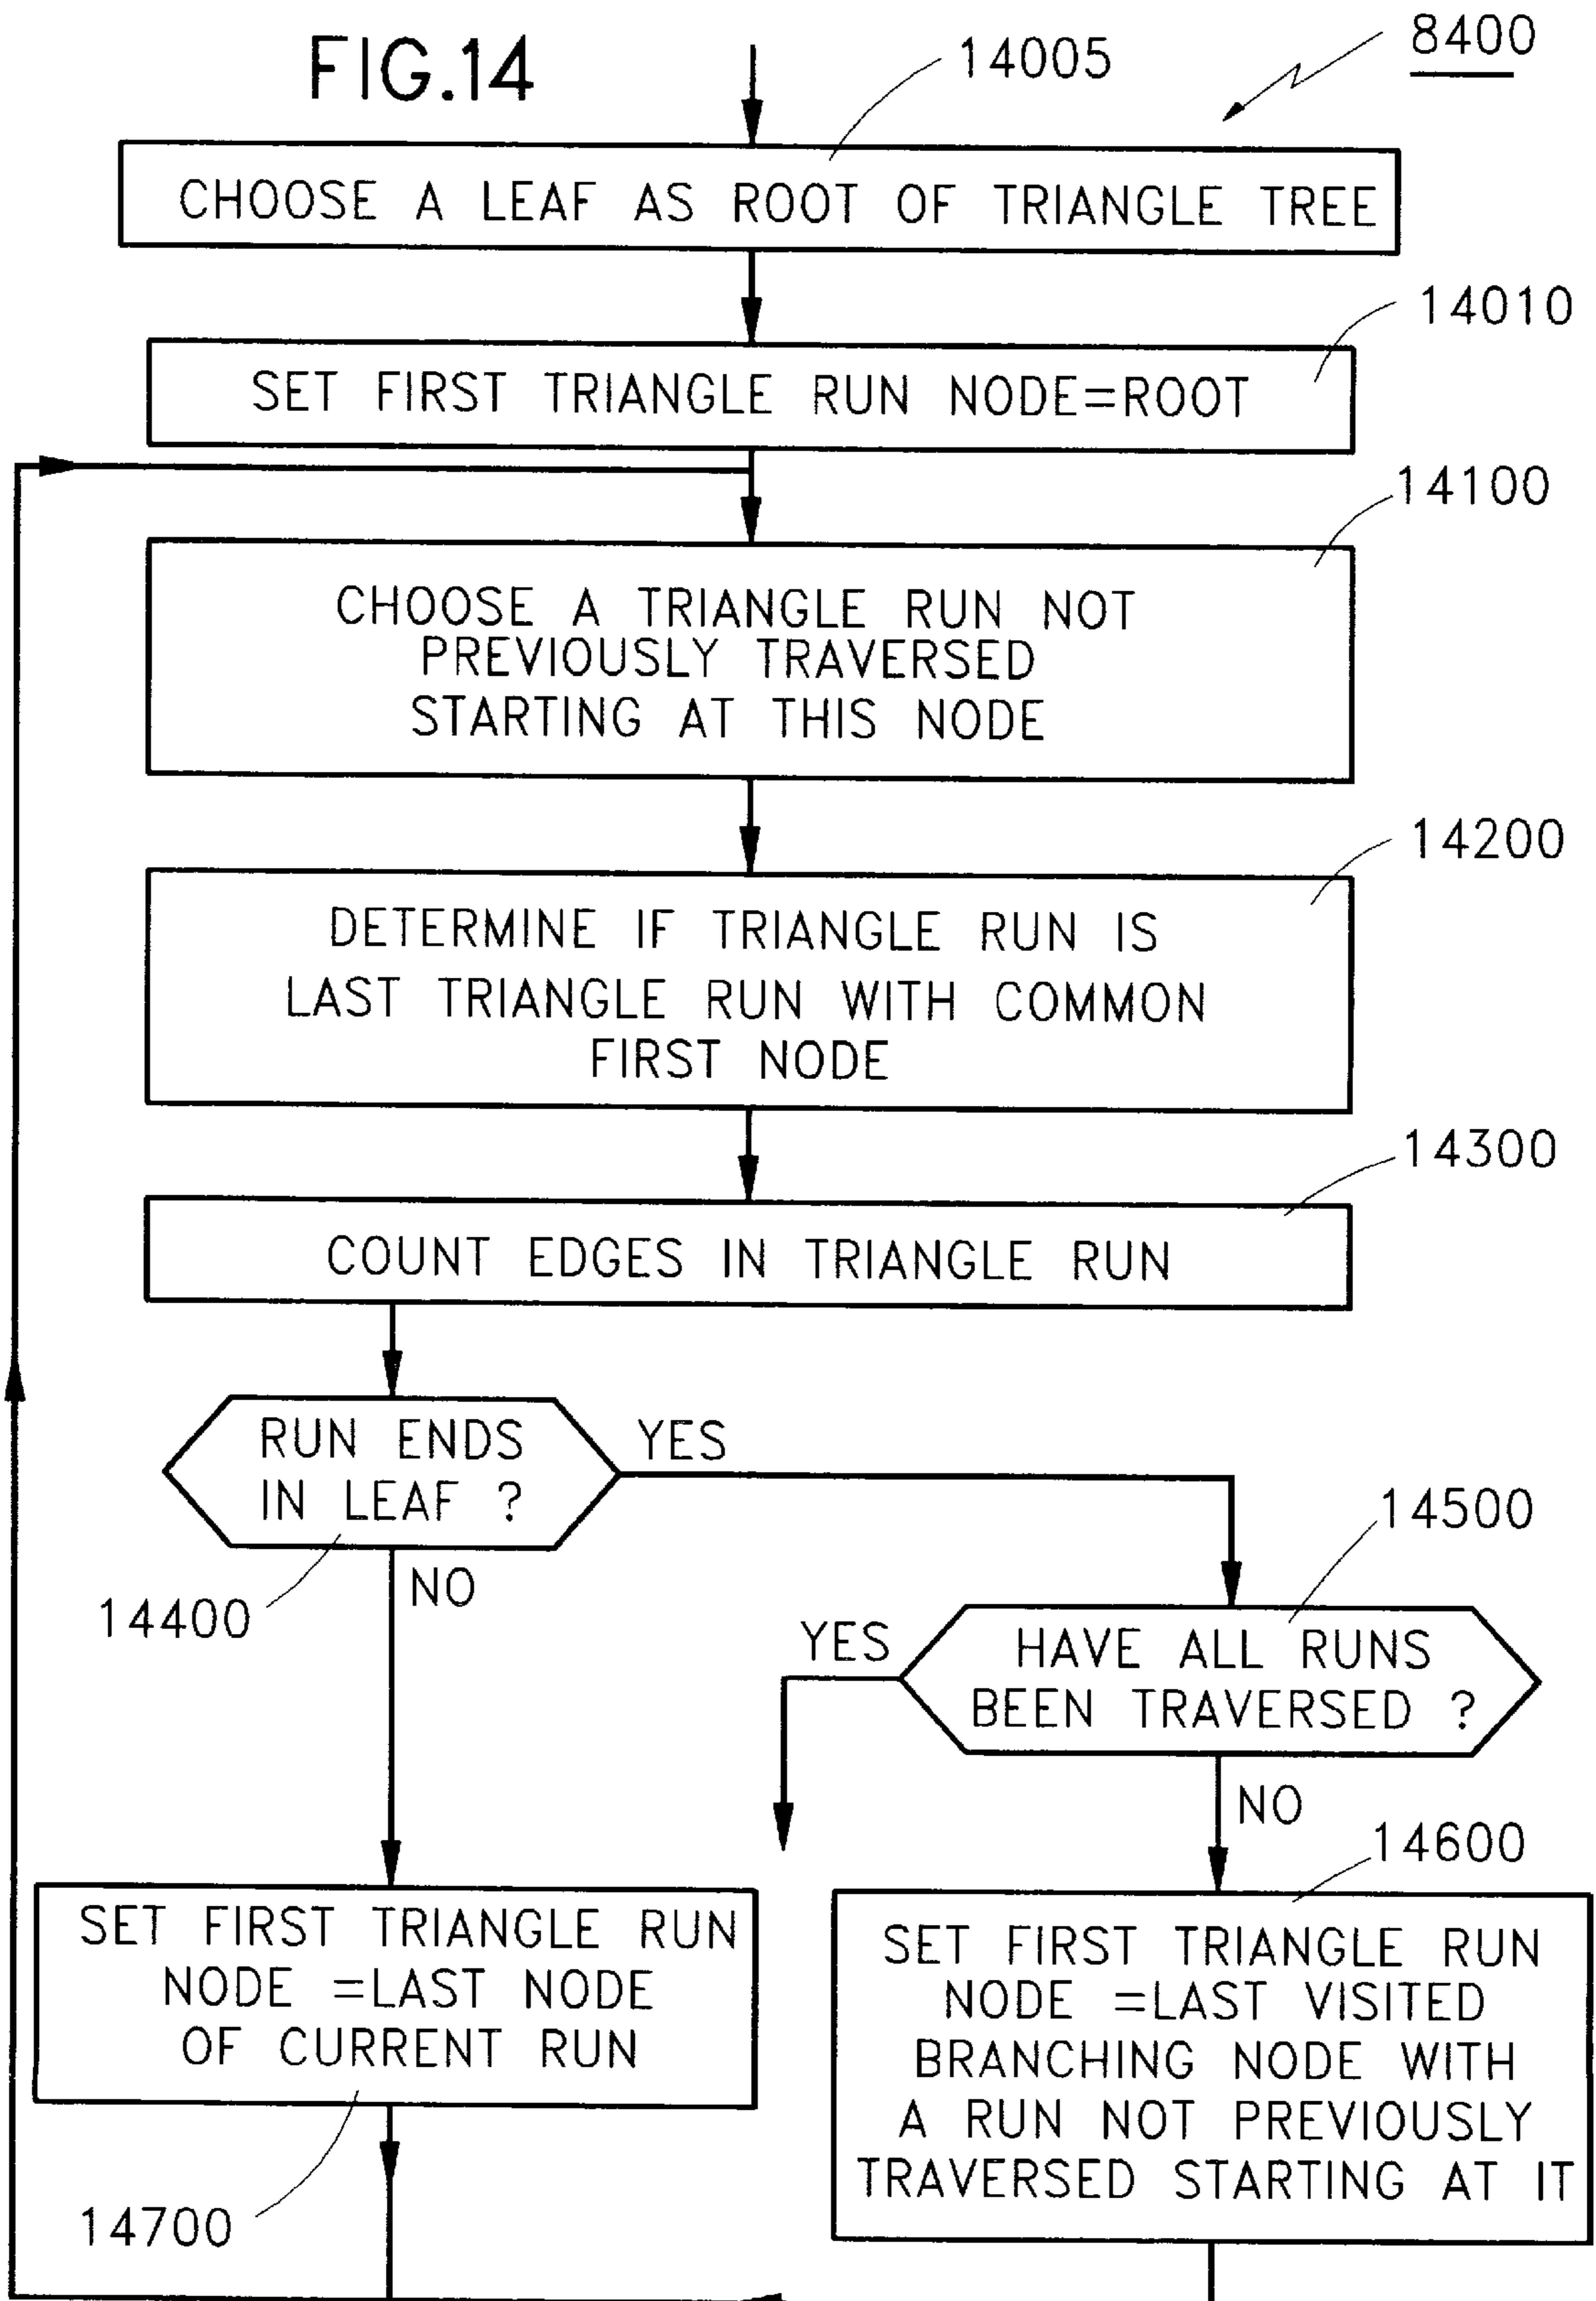 FIG.14
14005
8400
CHOOSE A LEAF AS ROOT OF TRIANGLE TREE
14010
SET FIRST TRIANGLE RUN NODE=ROOT
14100
CHOOSE A TRIANGLE RUN NOT
PREVIOUSLY TRAVERSED
STARTING AT THIS NODE
14200
DETERMINE IF TRIANGLE RUN IS
LAST TRIANGLE RUN WITH COMMON
FIRST NODE
14300
COUNT EDGES IN TRIANGLE RUN
RUN ENDS
IN LEAF ?
YES
NO
14400
14500
HAVE ALL RUNS
BEEN TRAVERSED ?
YES
NO
14600
SET FIRST TRIANGLE RUN
NODE =LAST NODE
OF CURRENT RUN
14700
SET FIRST TRIANGLE RUN
NODE =LAST VISITED
BRANCHING NODE WITH
A RUN NOT PREVIOUSLY
TRAVERSED STARTING AT IT